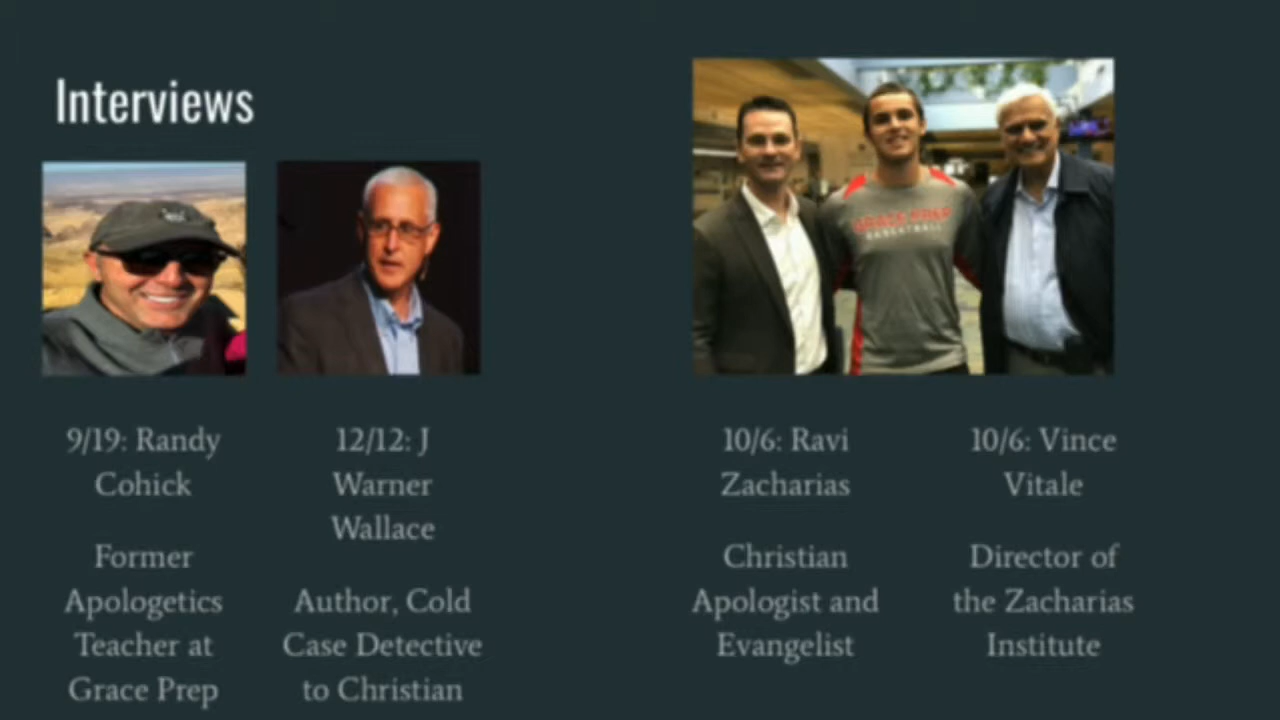 Interviews
GRACE PREP
BASKETBALL
9/19: Randy
Cohick
Former
Apologetics
Teacher at
Grace Prep
12/12: J
Warner
Wallace
Author, Cold
Case Detective
to Christian
10/6: Ravi
Zacharias
Christian
Apologist and
Evangelist
10/6: Vince
Vitale
Director of
the Zacharias
Institute